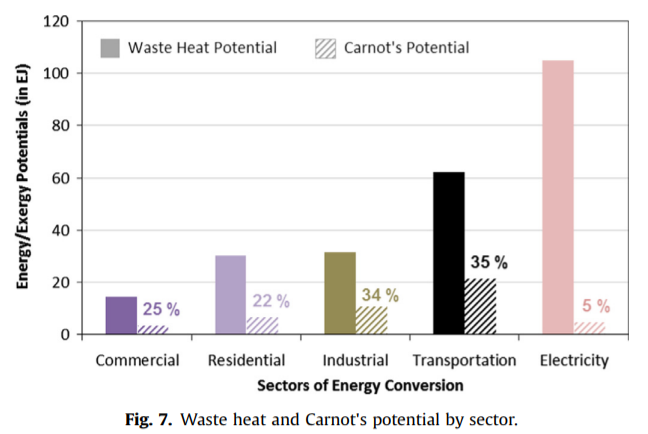 120
Waste Heat Potential
Carnot's Potential
100
80
60
40
20
0
Energy/Exergy Potentials (in EJ)
25 %
22 %
34 %
35 %
5 %
Commercial
Residential
Industrial
Transportation
Electricity
Sectors of Energy Conversion
Fig. 7. Waste heat and Carnot's potential by sector.